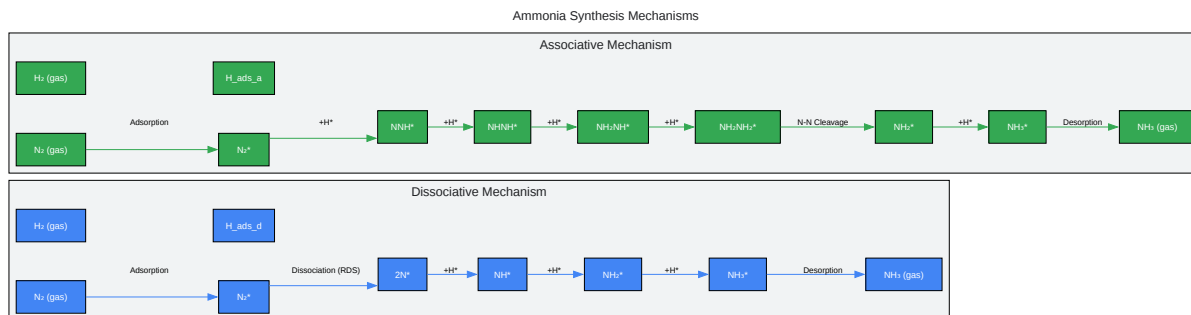 Ammonia Synthesis Mechanisms
Associative Mechanism
H₂ (gas)
H_ads_a
Adsorption
+H*
NNH*
+H*
NHNH*
+H*
NH₂NH*
+H*
NH₂NH₂*
N-N Cleavage
NH₂*
+H*
NH₃*
Desorption
NH₃ (gas)
N₂ (gas)
N₂*
Dissociative Mechanism
H₂ (gas)
H_ads_d
Adsorption
Dissociation (RDS)
2N*
+H*
NH*
+H*
NH₂*
+H*
NH₃*
Desorption
NH₃ (gas)
N₂ (gas)
N₂*